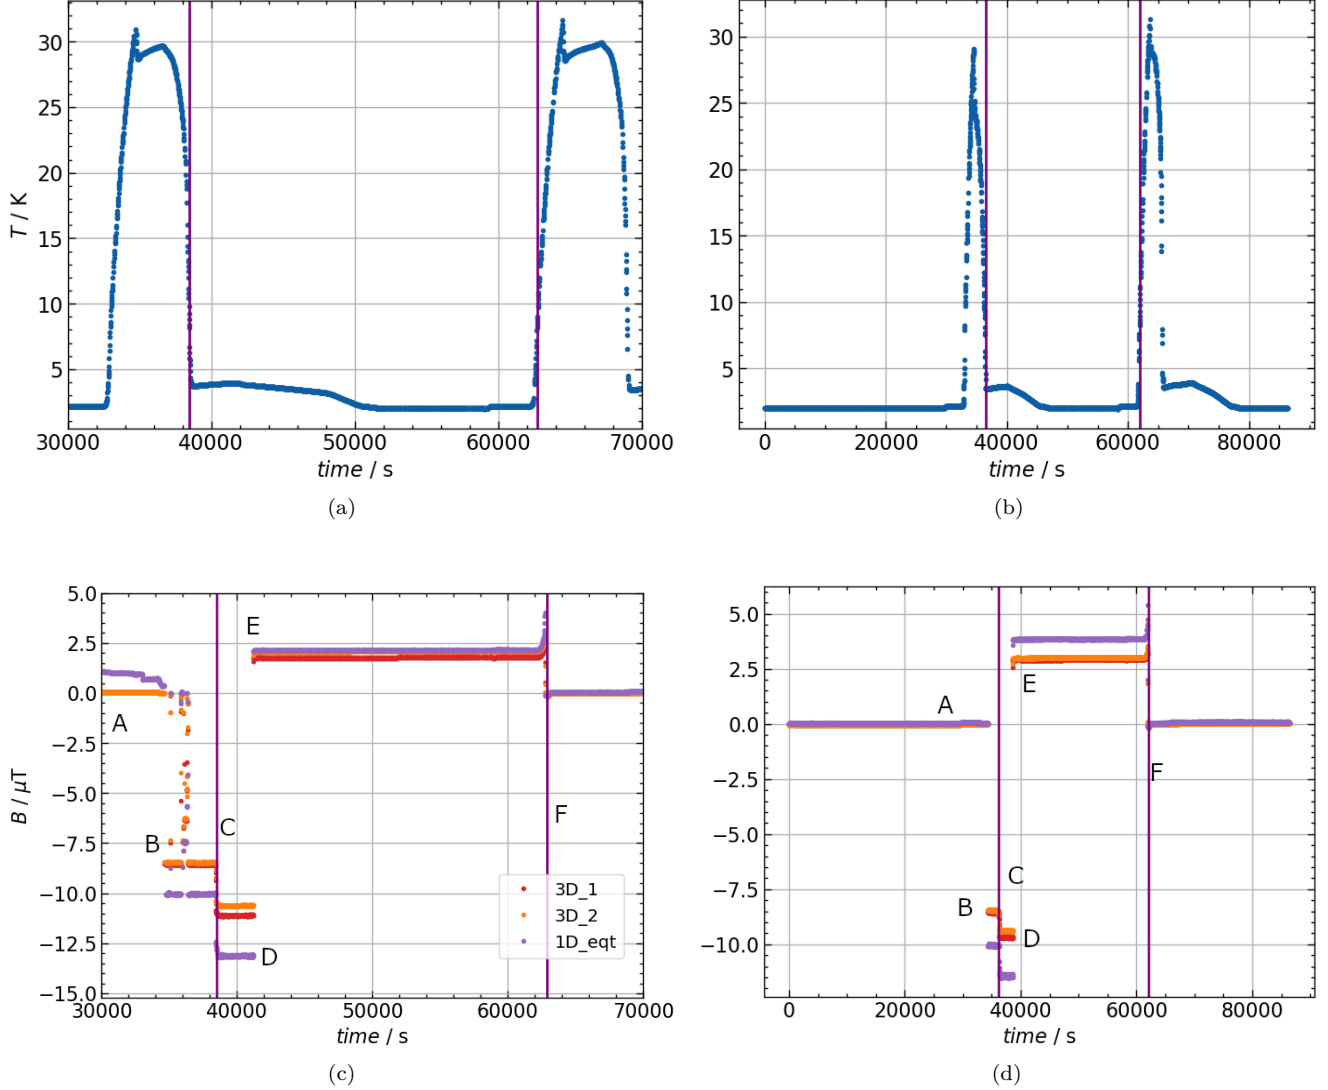 30
25
20
15
10
5
T / K
30000 40000 50000 60000 70000
time / s
(a)
30
25
20
15
10
5
0 20000 40000 60000 80000
time / s
(b)
5.0
2.5
0.0
−2.5
−5.0
−7.5
−10.0
−12.5
−15.0
B / μT
E
A
B
C
F
D
3D_1
3D_2
1D_eqt
30000 40000 50000 60000 70000
time / s
(c)
5.0
2.5
0.0
−2.5
−5.0
−7.5
−10.0
A
E
F
C
B
D
0 20000 40000 60000 80000
time / s
(d)